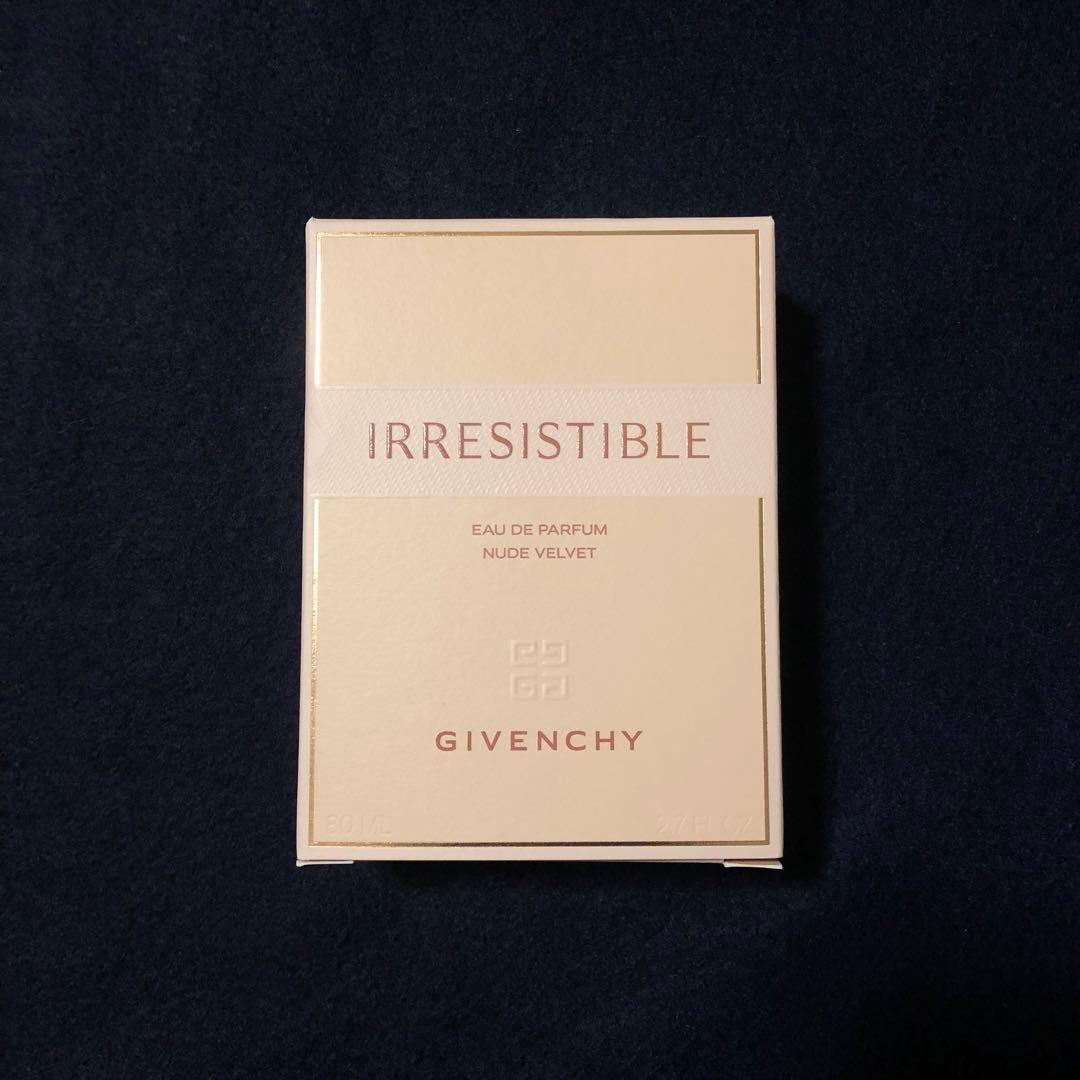 IRRESISTIBLE
EAU DE PARFUM
NUDE VELVET
GIVENCHY
80 ML 2.7 FL OZ